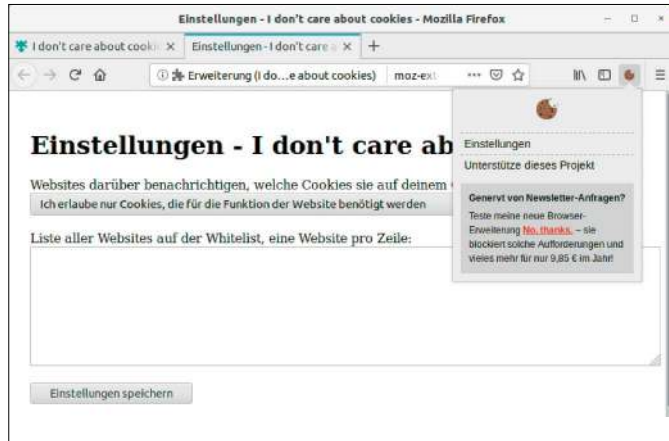 Einstellungen - I don't care about cookies - Mozilla Firefox
I don't care about cooki
Einstellungen - I don't care a
Erweiterung (I do…e about cookies)
moz-ext
Einstellungen - I don't care ab
Websites darüber benachrichtigen, welche Cookies sie auf deinem
Ich erlaube nur Cookies, die für die Funktion der Website benötigt werden
Liste aller Websites auf der Whitelist, eine Website pro Zeile:
Einstellungen speichern
Einstellungen
Unterstütze dieses Projekt
Genervt von Newsletter-Anfragen?
Teste meine neue Browser-
Erweiterung No, thanks. – sie
blockiert solche Aufforderungen und
vieles mehr für nur 9,85 € im Jahr!